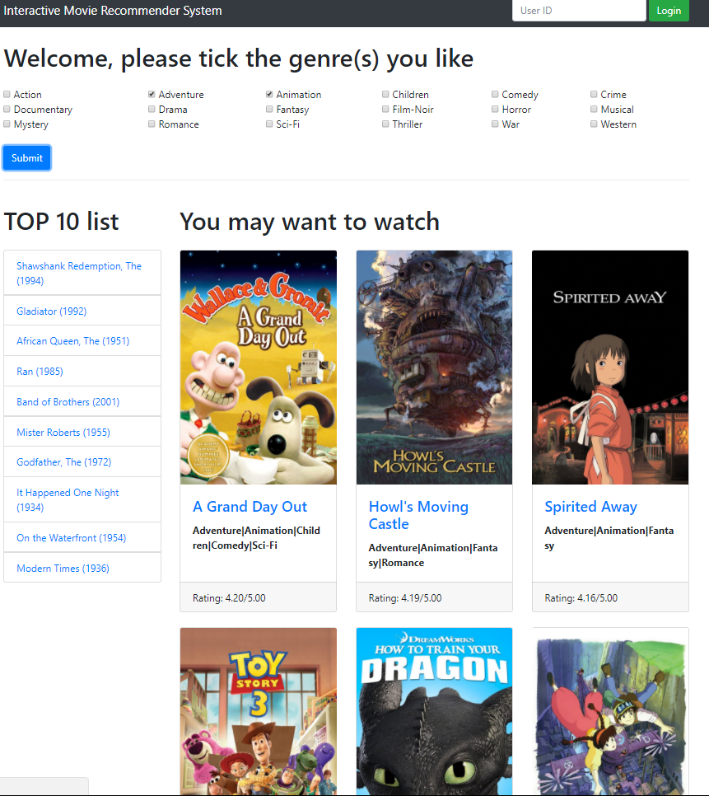 Interactive Movie Recommender System
User ID
Login
Welcome, please tick the genre(s) you like
Action
Adventure
Animation
Children
Comedy
Crime
Documentary
Drama
Fantasy
Film-Noir
Horror
Musical
Mystery
Romance
Sci-Fi
Thriller
War
Western
Submit
TOP 10 list
Shawshank Redemption, The
(1994)
Gladiator (1992)
African Queen, The (1951)
Ran (1985)
Band of Brothers (2001)
Mister Roberts (1955)
Godfather, The (1972)
It Happened One Night
(1934)
On the Waterfront (1954)
Modern Times (1936)
You may want to watch
Wallace & Gromit
A Grand
Day Out
A Grand Day Out
Adventure|Animation|Child
ren|Comedy|Sci-Fi
Rating: 4.20/5.00
HOWL'S
MOVING CASTLE
Howl's Moving
Castle
Adventure|Animation|Fanta
sy|Romance
Rating: 4.19/5.00
SPIRITED AWAY
Spirited Away
Adventure|Animation|Fanta
sy
Rating: 4.16/5.00
TOY
STORY
3
DREAMWORKS
HOW TO TRAIN YOUR
DRAGON